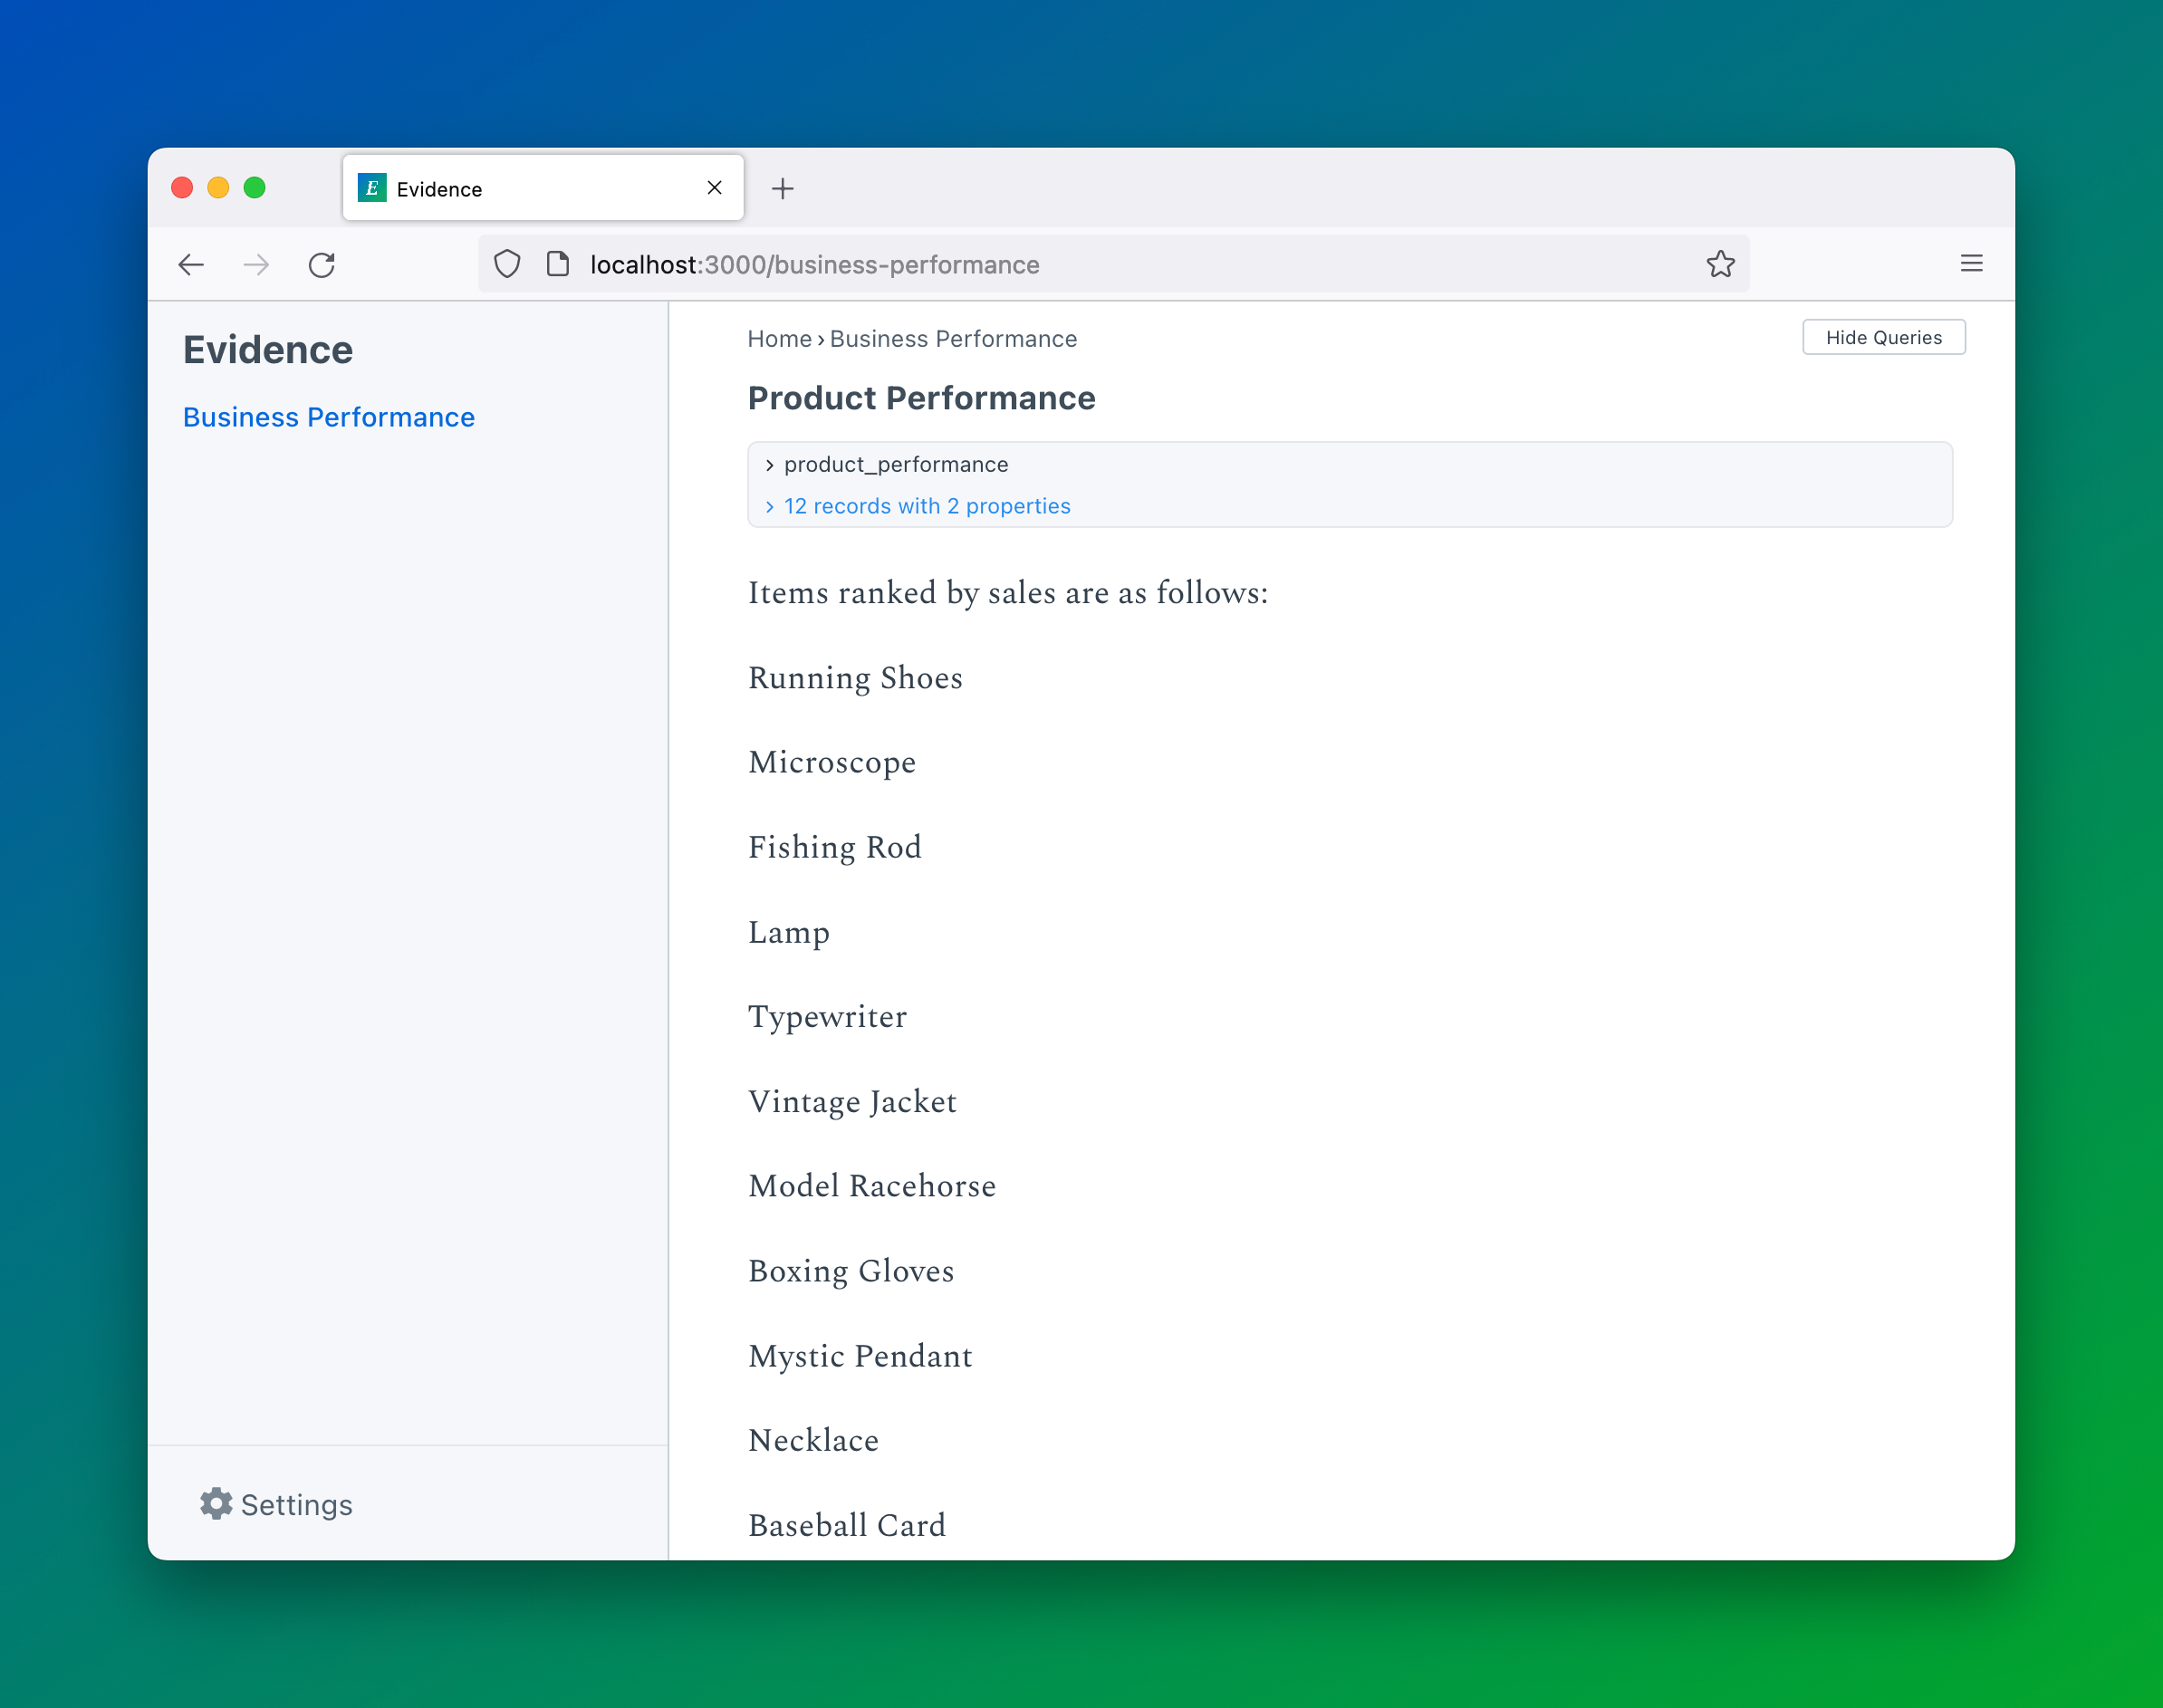 E Evidence
localhost:3000/business-performance
Evidence
Business Performance
Settings
Home › Business Performance
Hide Queries
Product Performance
› product_performance
› 12 records with 2 properties
Items ranked by sales are as follows:
Running Shoes
Microscope
Fishing Rod
Lamp
Typewriter
Vintage Jacket
Model Racehorse
Boxing Gloves
Mystic Pendant
Necklace
Baseball Card